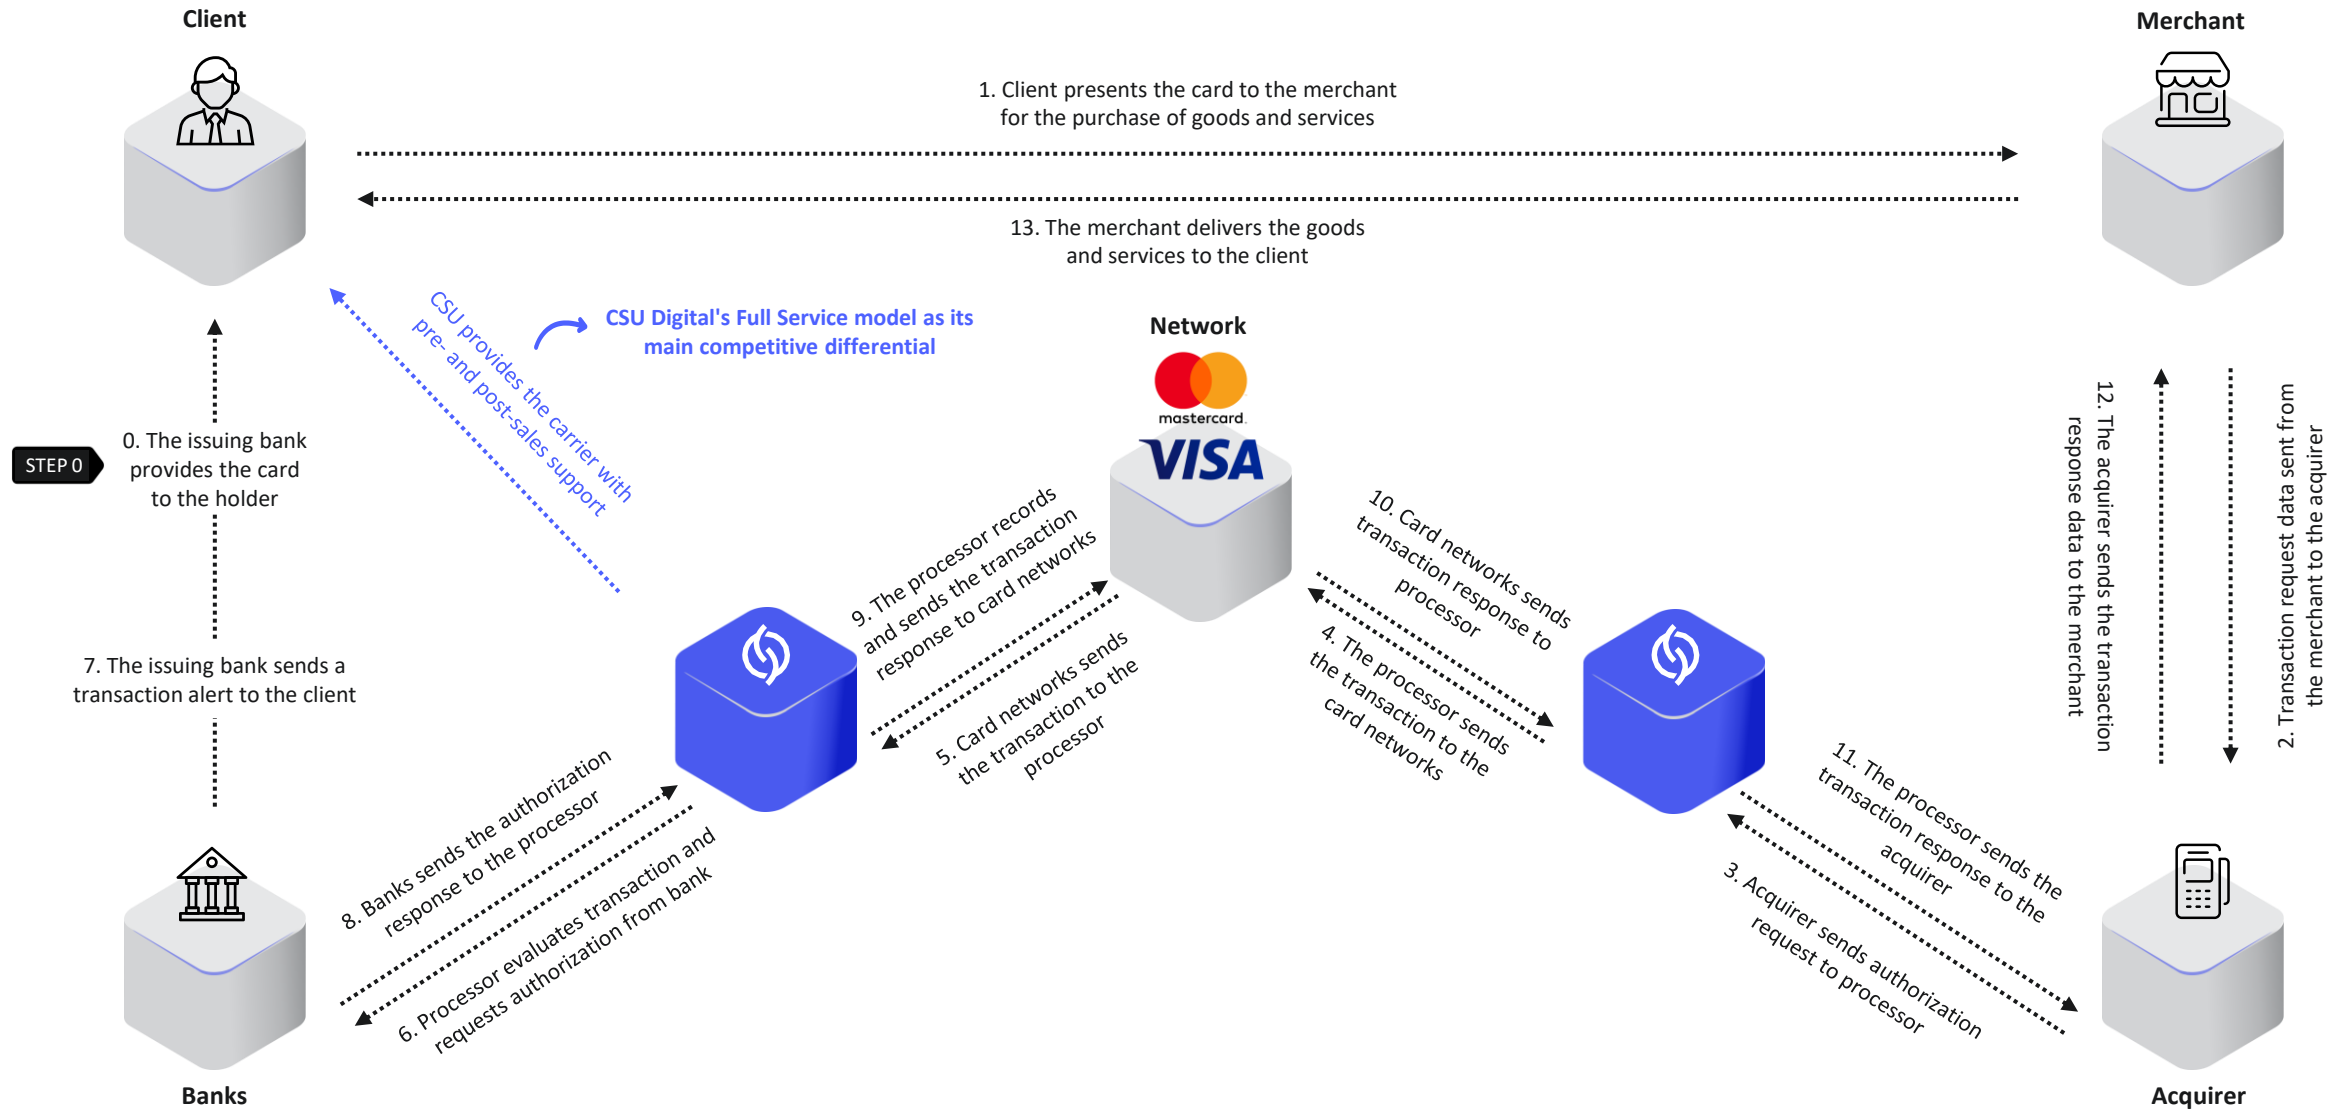 Client
Merchant
1. Client presents the card to the merchant
for the purchase of goods and services
13. The merchant delivers the goods
and services to the client
CSU provides the carrier with
pre- and post-sales support
CSU Digital's Full Service model as its
main competitive differential
Network
mastercard.
VISA
STEP 0
0. The issuing bank
provides the card
to the holder
7. The issuing bank sends a
transaction alert to the client
9. The processor records
and sends the transaction
response to card networks
5. Card networks sends
the transaction to the
processor
10. Card networks sends
transaction response to
processor
4. The processor sends
the transaction to the
card networks
12. The acquirer sends the transaction
response data to the merchant
2. Transaction request data sent from
the merchant to the acquirer
8. Banks sends the authorization
response to the processor
6. Processor evaluates transaction and
requests authorization from bank
11. The processor sends the
transaction response to the
acquirer
3. Acquirer sends authorization
request to processor
Banks
Acquirer